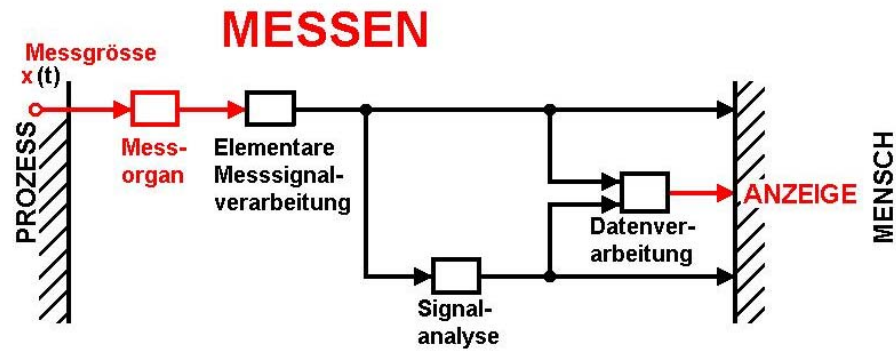 MESSEN
Messgrösse
x (t)
PROZESS
Mess-
organ
Elementare
Messsignal-
verarbeitung
Signal-
analyse
Datenver-
arbeitung
ANZEIGE
MENSCH